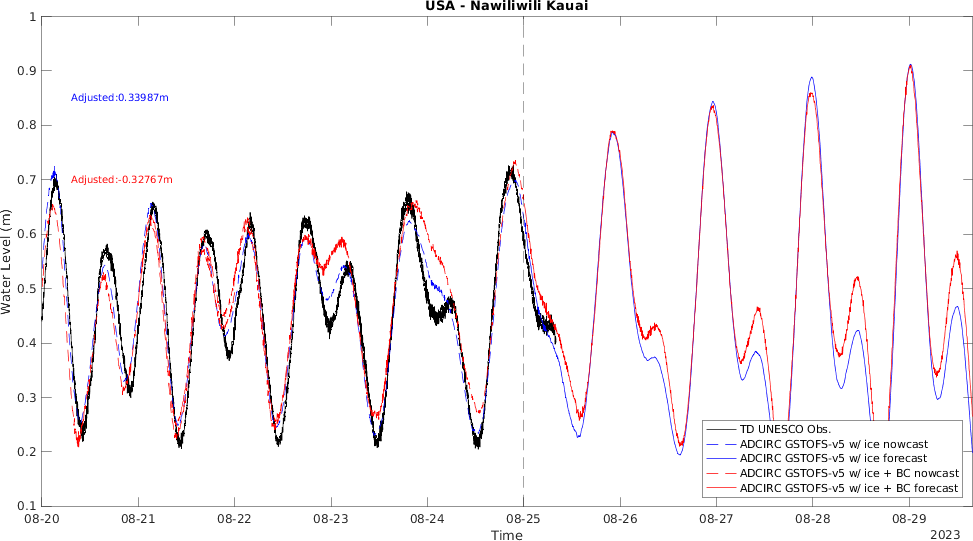 USA - Nawiliwili Kauai
1
0.9
Adjusted:0.33987m
0.8
0.7
Adjusted:-0.32767m
0.6
Water Level (m)
0.5
0.4
0.3
0.2
0.1
TD UNESCO Obs.
ADCIRC GSTOFS-v5 w/ ice nowcast
ADCIRC GSTOFS-v5 w/ ice forecast
ADCIRC GSTOFS-v5 w/ ice + BC nowcast
ADCIRC GSTOFS-v5 w/ ice + BC forecast
08-20 08-21 08-22 08-23 08-24 08-25 08-26 08-27 08-28 08-29
Time
2023